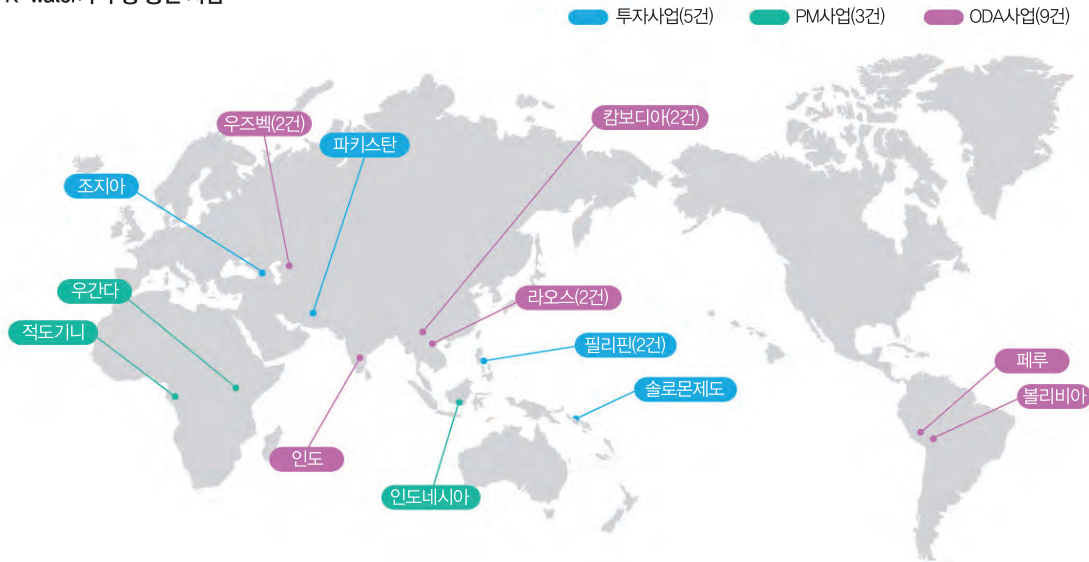 투자사업(5건) PM사업(3건) ODA사업(9건)
우즈벡(2건)
캄보디아(2건)
파키스탄
조지아
우간다
라오스(2건)
적도기니
필리핀(2건)
페루
솔로몬제도
볼리비아
인도
인도네시아